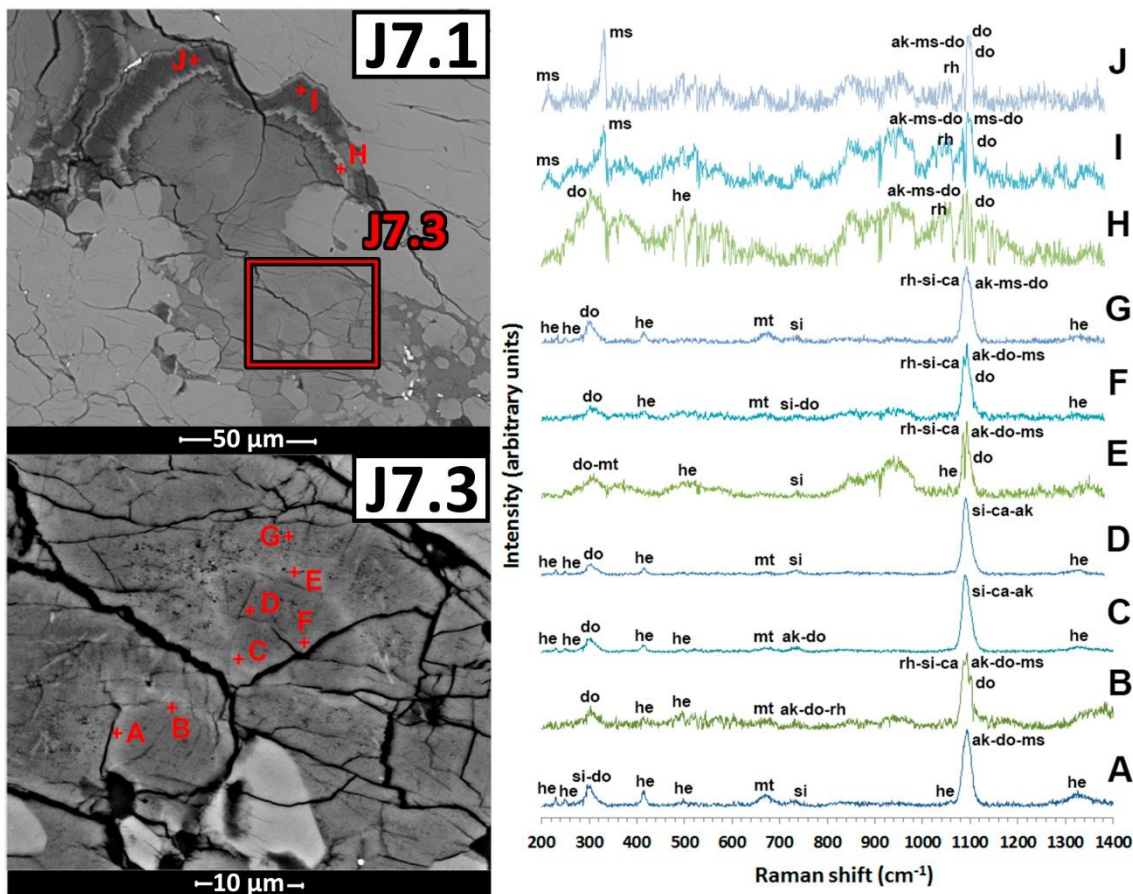 J7.1
J
I
H
J7.3
50 μm
J7.3
G
E
D
F
C
B
A
10 μm
Intensity (arbitrary units)
ms
ms
ak-ms-do
do
do
rh
J
ms
ms
ak-ms-do
ms-do
rh
do
I
do
he
ak-ms-do
rh
do
H
he
he
do
he
mt
si
rh-si-ca
ak-ms-do
he
G
do
he
mt
si-do
rh-si-ca
ak-do-ms
do
he
F
do-mt
he
si
rh-si-ca
ak-do-ms
he
do
E
he
he
do
he
mt
si
si-ca-ak
he
D
he
he
do
he
he
mt
ak-do
si-ca-ak
he
C
do
he
he
mt
ak-do-rh
rh-si-ca
ak-do-ms
do
B
he
he
si-do
he
he
mt
si
he
ak-do-ms
he
A
200 300 400 500 600 700 800 900 1000 1100 1200 1300 1400
Raman shift (cm⁻¹)